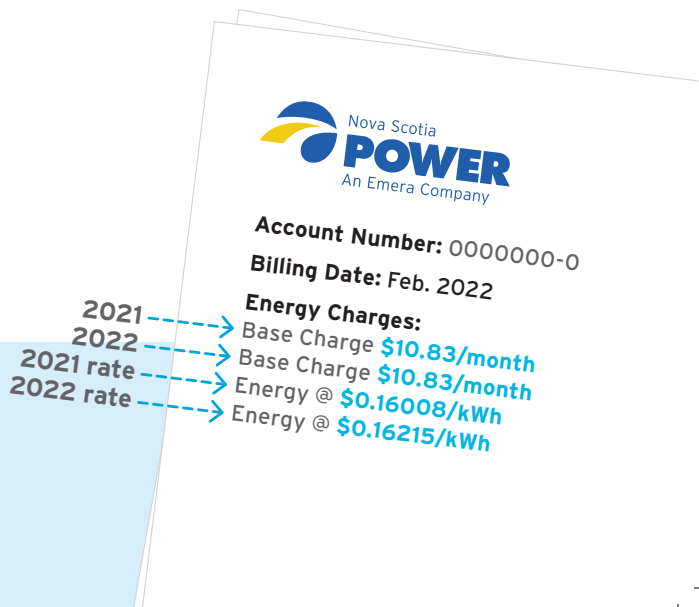 Nova Scotia
POWER
An Emera Company
Account Number: 0000000-0
Billing Date: Feb. 2022
Energy Charges:
2021 Base Charge $10.83/month
2022 Base Charge $10.83/month
2021 rate Energy @ $0.16008/kWh
2022 rate Energy @ $0.16215/kWh